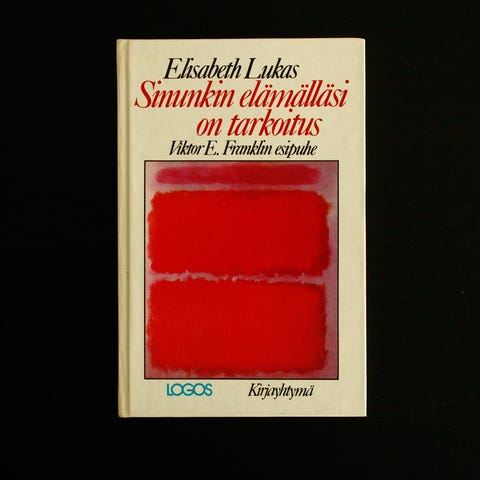 Elisabeth Lukas
Sinunkin elämälläsi
on tarkoitus
Viktor E. Franklin esipuhe
LOGOS
Kirjayhtymä